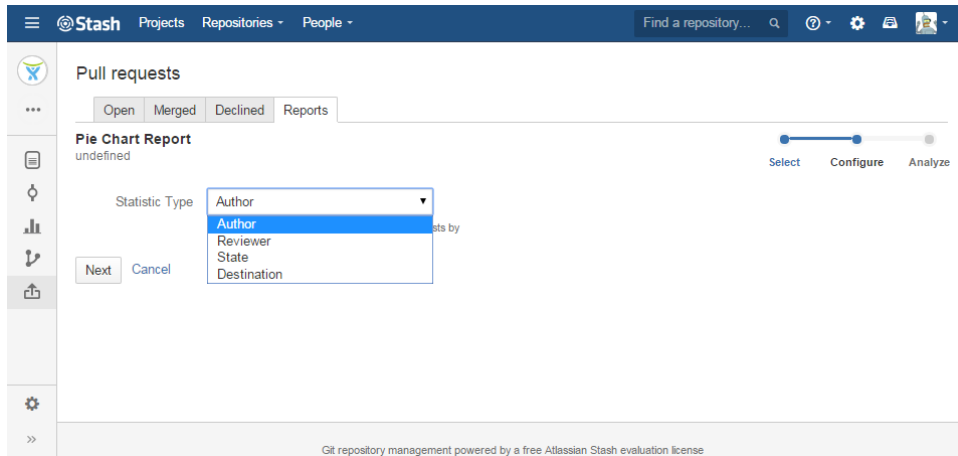 Stash Projects Repositories People Find a repository...
Pull requests
Open Merged Declined Reports
Pie Chart Report
undefined
Select Configure Analyze
Statistic Type Author
Author
sts by
Reviewer
State
Destination
Next Cancel
Git repository management powered by a free Atlassian Stash evaluation license